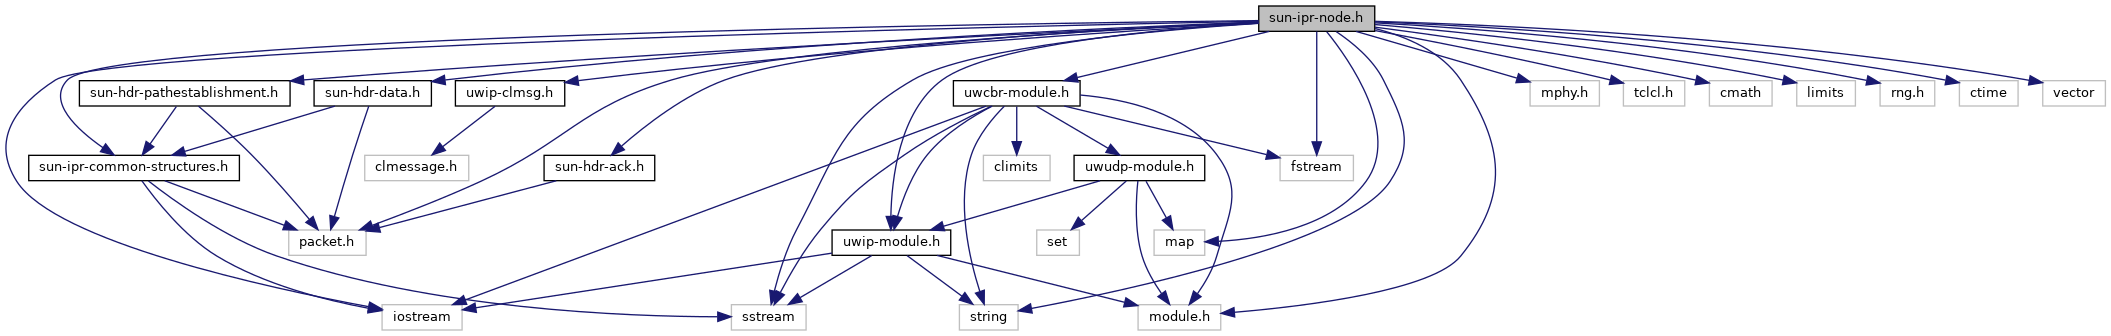 sun-ipr-node.h
sun-hdr-pathestablishment.h
sun-hdr-data.h
uwip-clmsg.h
uwcbr-module.h
mphy.h
tclcl.h
cmath
limits
rng.h
ctime
vector
sun-ipr-common-structures.h
clmessage.h
sun-hdr-ack.h
climits
uwudp-module.h
fstream
packet.h
uwip-module.h
set
map
iostream
sstream
string
module.h